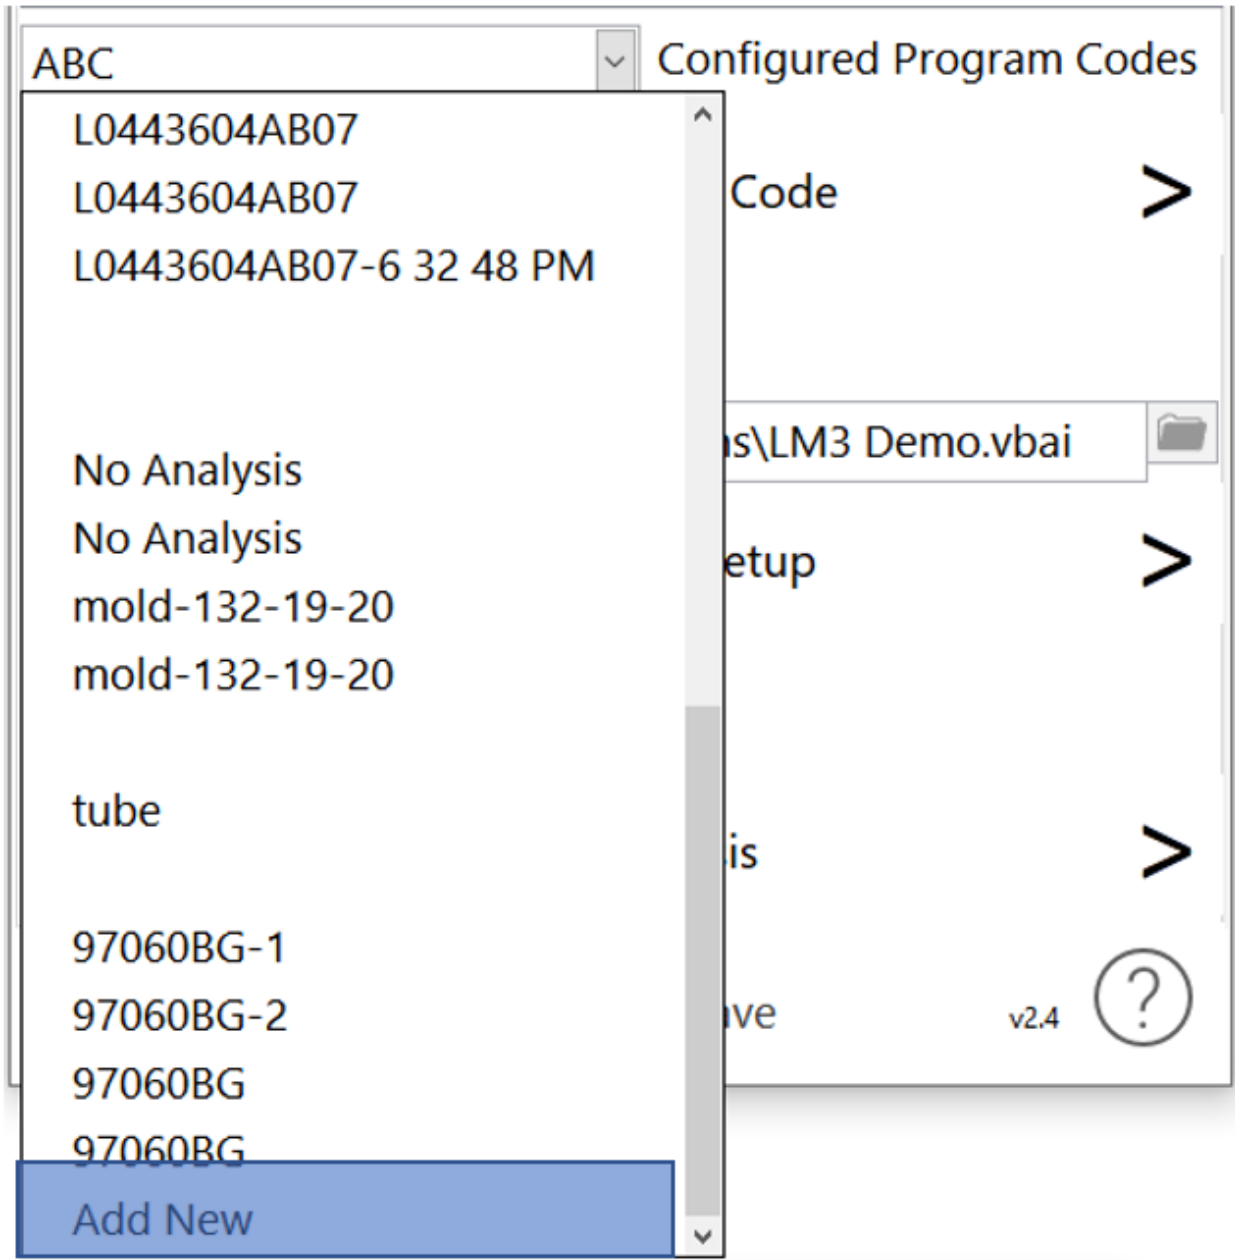 ABC
Configured Program Codes
L0443604AB07
L0443604AB07
Code
L0443604AB07-6 32 48 PM
s\LM3 Demo.vbai
No Analysis
No Analysis
etup
mold-132-19-20
mold-132-19-20
tube
is
97060BG-1
97060BG-2
ve
v2.4
?
97060BG
97060BG
Add New